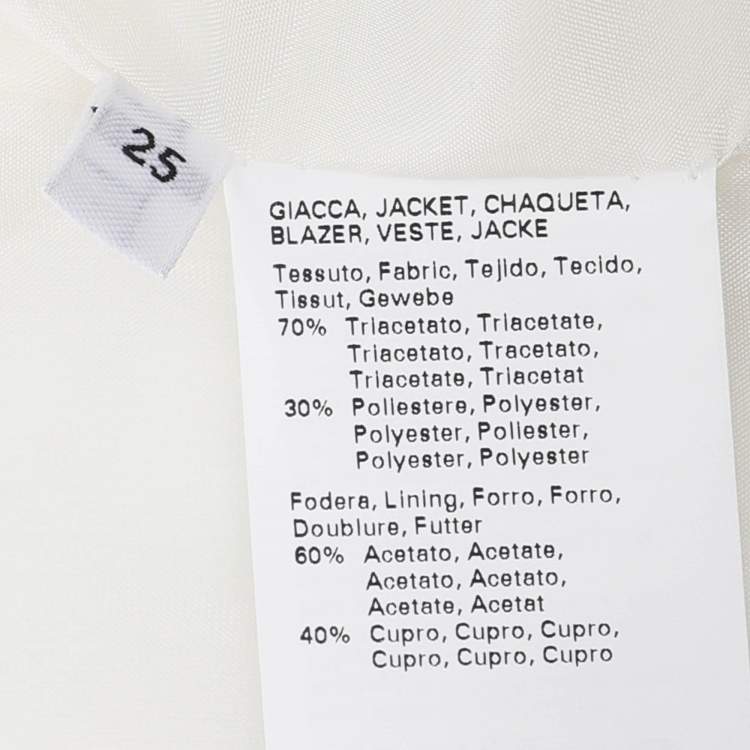 25
GIACCA, JACKET, CHAQUETA,
BLAZER, VESTE, JACKE
Tessuto, Fabric, Tejido, Tecido,
Tissut, Gewebe
70% Triacetato, Triacetate,
Triacetato, Tracetato,
Triacetate, Triacetat
30% Poliestere, Polyester,
Polyester, Poliester,
Polyester, Polyester
Fodera, Lining, Forro, Forro,
Doublure, Futter
60% Acetato, Acetate,
Acetato, Acetato,
Acetate, Acetat
40% Cupro, Cupro, Cupro,
Cupro, Cupro, Cupro